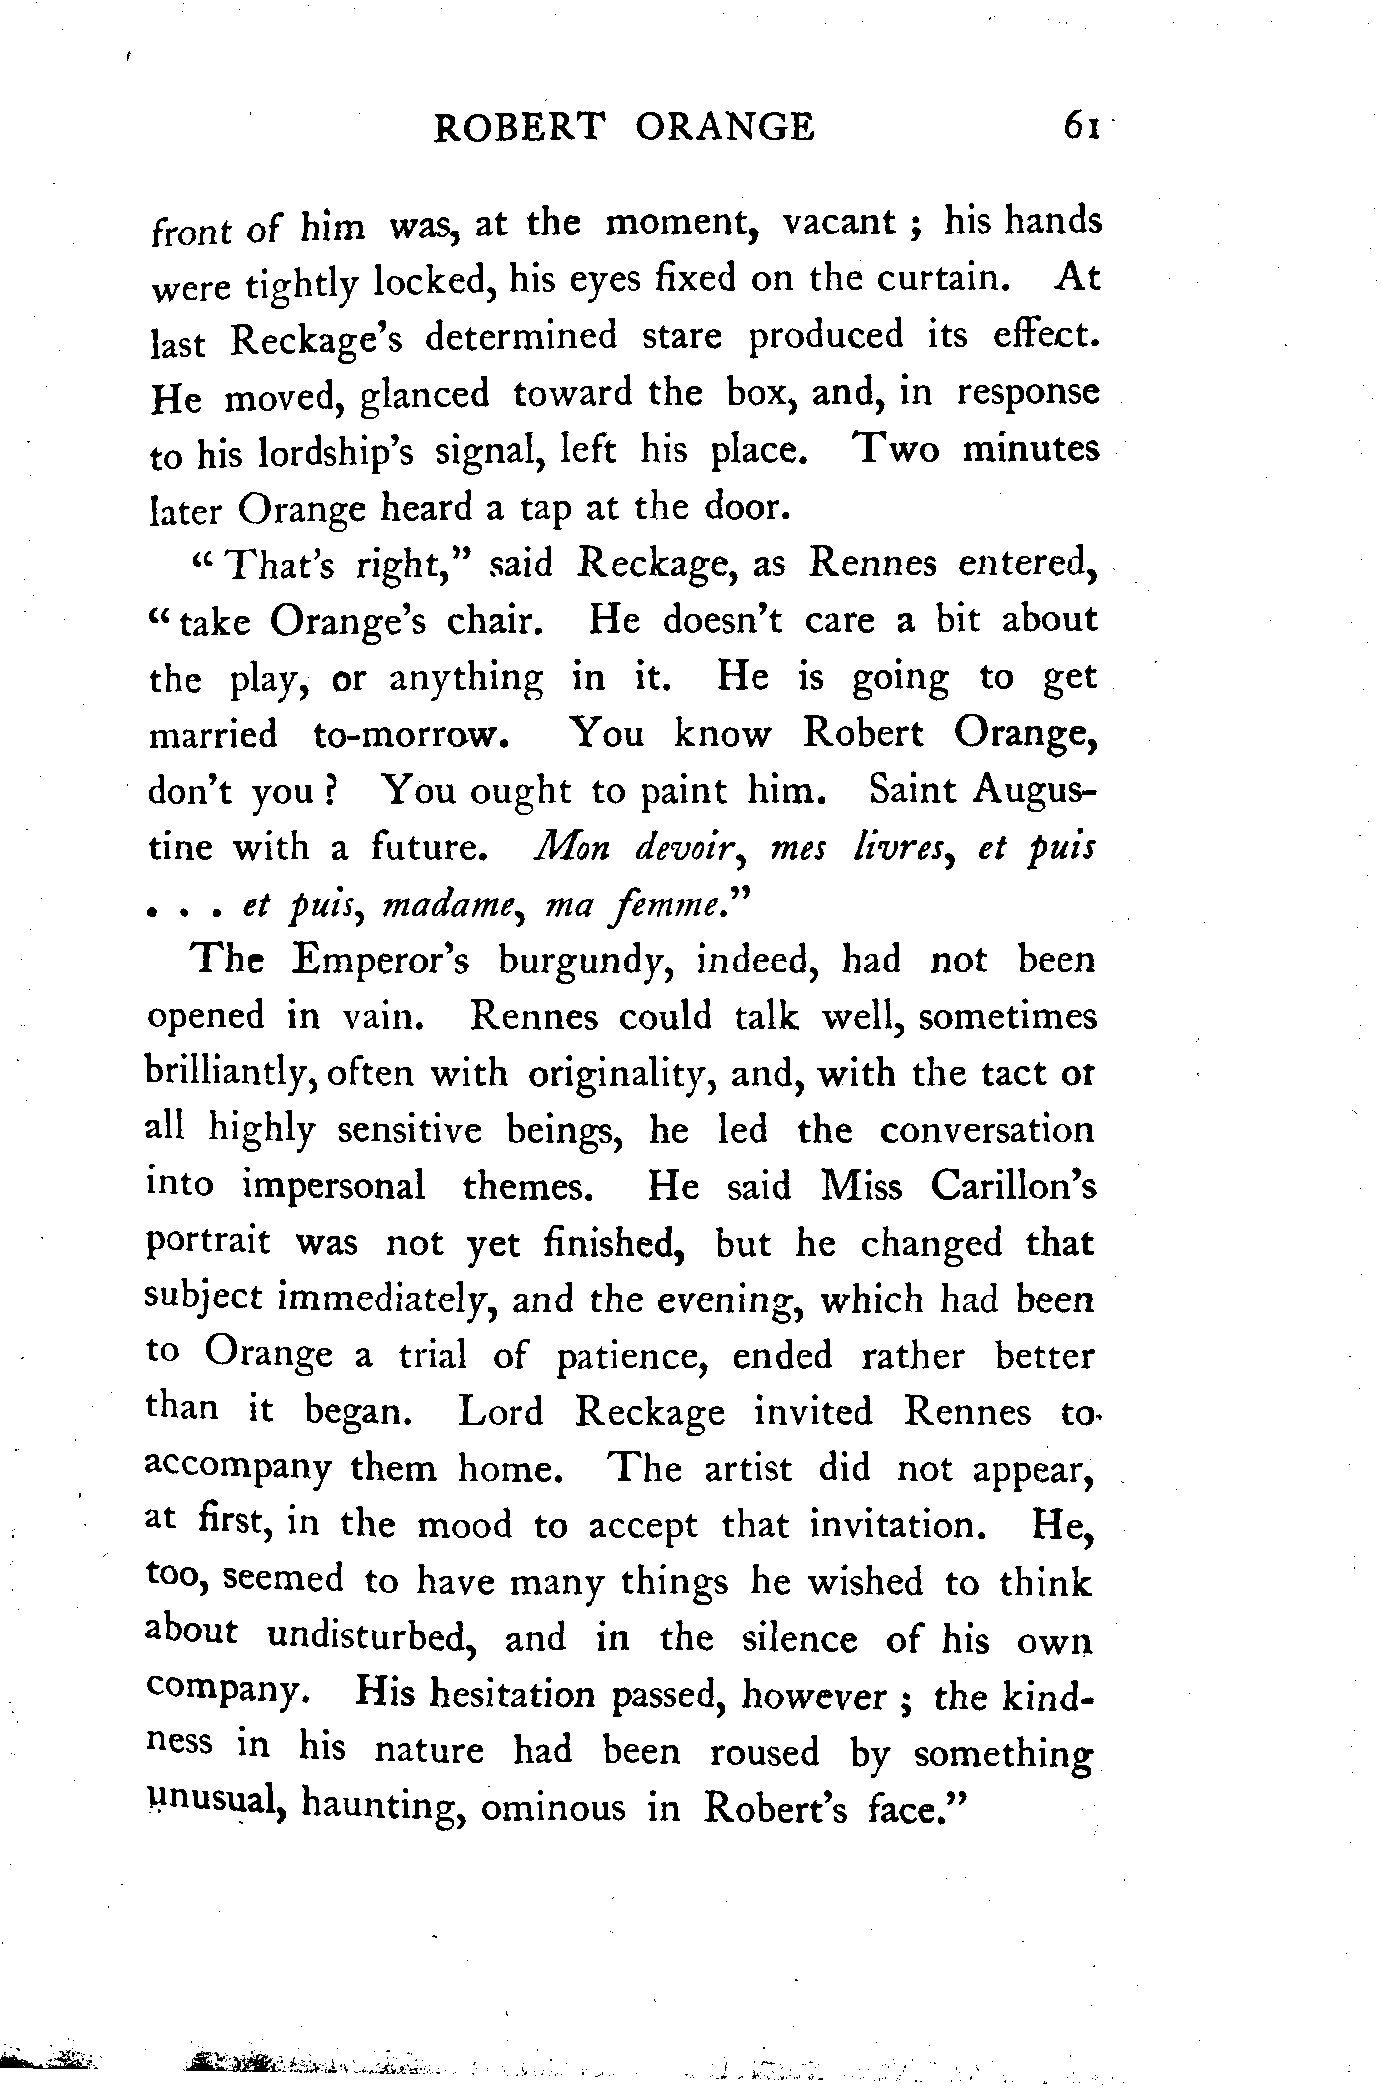 ROBERT ORANGE 61
front of him was, at the moment, vacant ; his hands
were tightly locked, his eyes fixed on the curtain. At
last Reckage's determined stare produced its effect.
He moved, glanced toward the box, and, in response
to his lordship's signal, left his place. Two minutes
later Orange heard a tap at the door.
“ That's right,” said Reckage, as Rennes entered,
“ take Orange's chair. He doesn't care a bit about
the play, or anything in it. He is going to get
married to-morrow. You know Robert Orange,
don't you ? You ought to paint him. Saint Augus-
tine with a future. Mon devoir, mes livres, et puis
. . . et puis, madame, ma femme.”
The Emperor's burgundy, indeed, had not been
opened in vain. Rennes could talk well, sometimes
brilliantly, often with originality, and, with the tact or
all highly sensitive beings, he led the conversation
into impersonal themes. He said Miss Carillon's
portrait was not yet finished, but he changed that
subject immediately, and the evening, which had been
to Orange a trial of patience, ended rather better
than it began. Lord Reckage invited Rennes to
accompany them home. The artist did not appear,
at first, in the mood to accept that invitation. He,
too, seemed to have many things he wished to think
about undisturbed, and in the silence of his own
company. His hesitation passed, however ; the kind-
ness in his nature had been roused by something
unusual, haunting, ominous in Robert's face.”